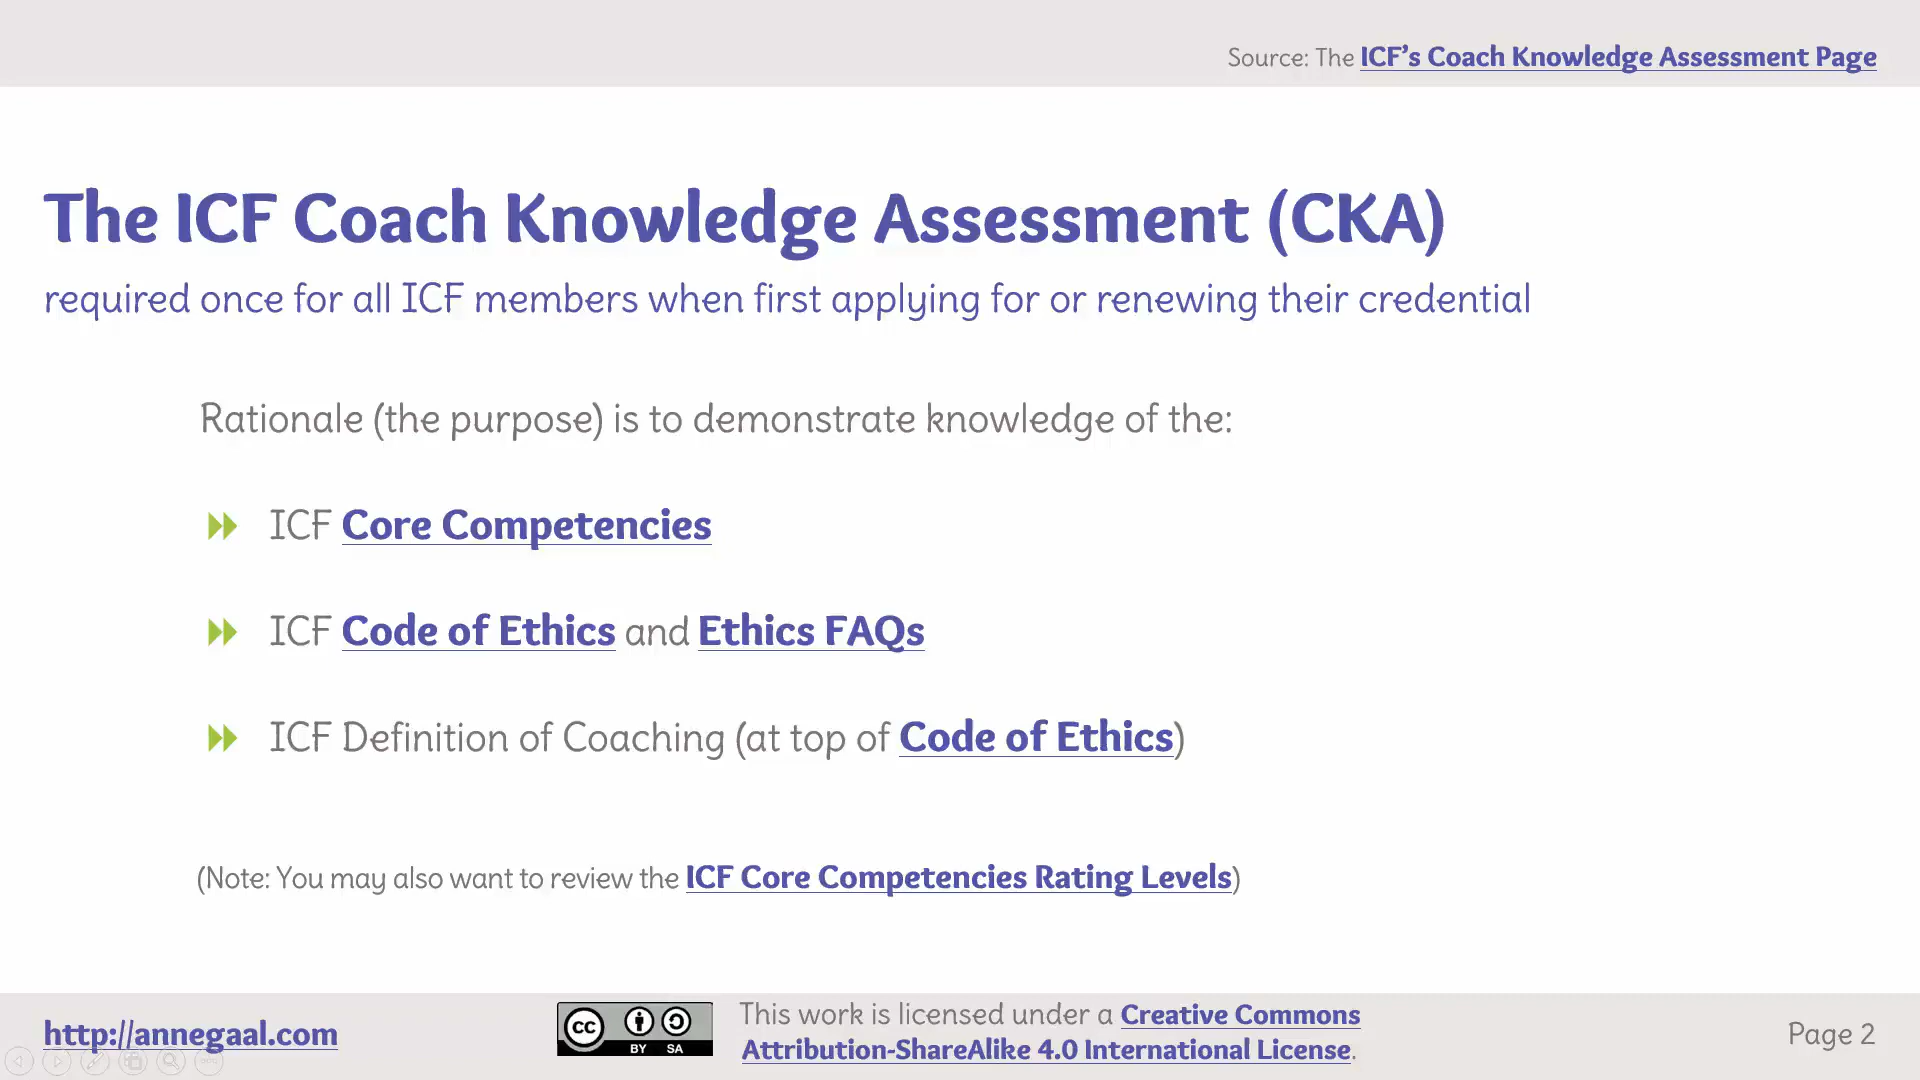 Source: The ICF’s Coach Knowledge Assessment Page
The ICF Coach Knowledge Assessment (CKA)
required once for all ICF members when first applying for or renewing their credential
Rationale (the purpose) is to demonstrate knowledge of the:
ICF Core Competencies
ICF Code of Ethics and Ethics FAQs
ICF Definition of Coaching (at top of Code of Ethics)
(Note: You may also want to review the ICF Core Competencies Rating Levels)
http://annegaal.com
cc
BY SA
This work is licensed under a Creative Commons
Attribution-ShareAlike 4.0 International License.
Page 2